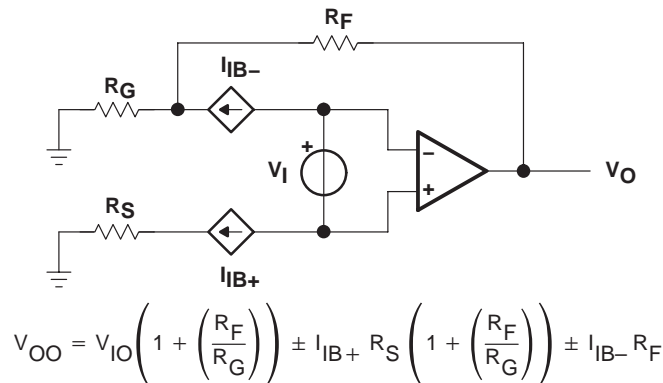 RF
IIB–
RG
+
VI
–
+
VO
RS
IIB+
VOO = VIO(1 + (RF/RG)) ± IIB+ RS(1 + (RF/RG)) ± IIB– RF